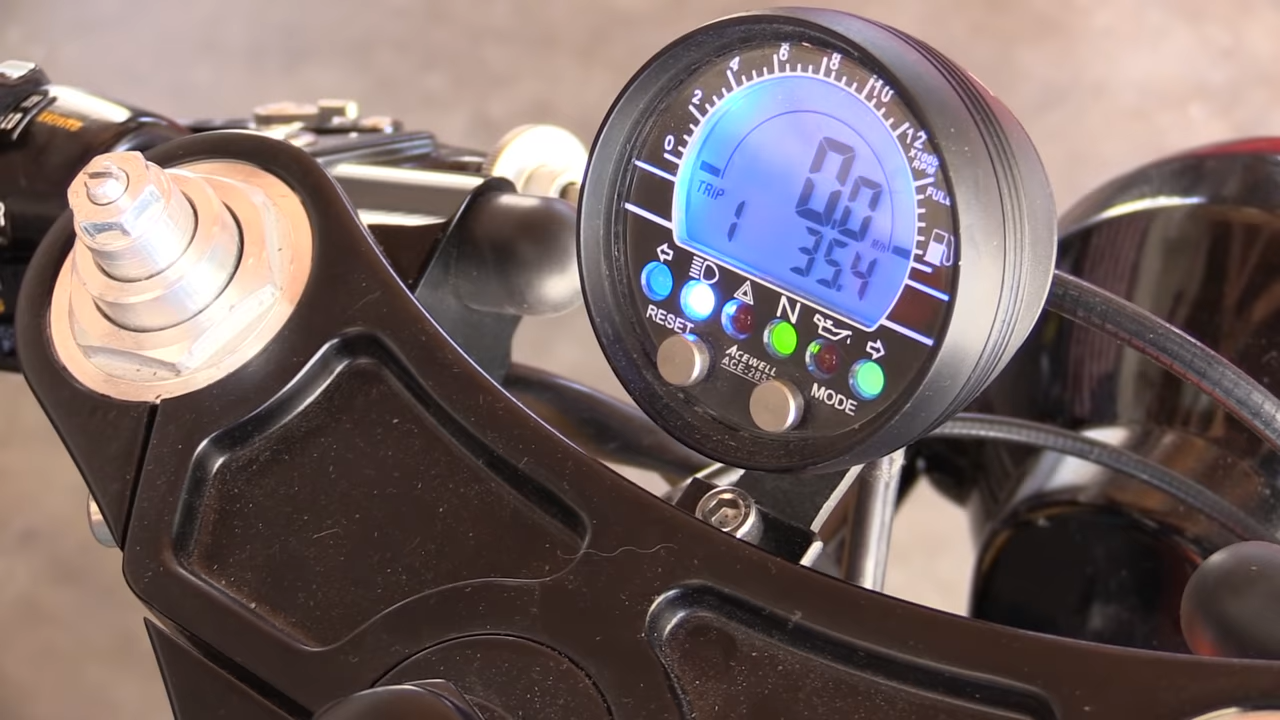 0 2 4 6 8 10 12
X1000
RPM
FULL
0.0
TRIP
1
M/h
35.4
N
RESET
ACEWELL
MODE